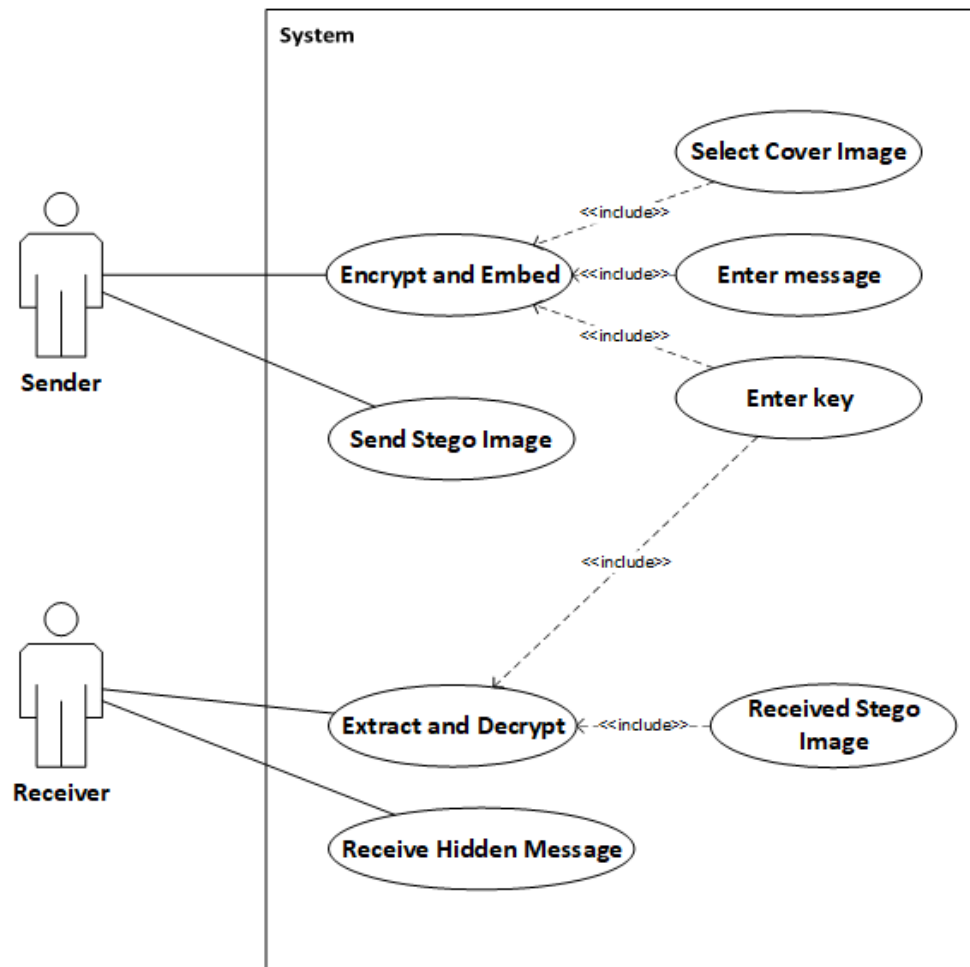 System
Select Cover Image
<<include>>
Encrypt and Embed
<<include>>
Enter message
<<include>>
Sender
Enter key
Send Stego Image
<<include>>
Extract and Decrypt
<<include>>
Received Stego
Image
Receiver
Receive Hidden Message